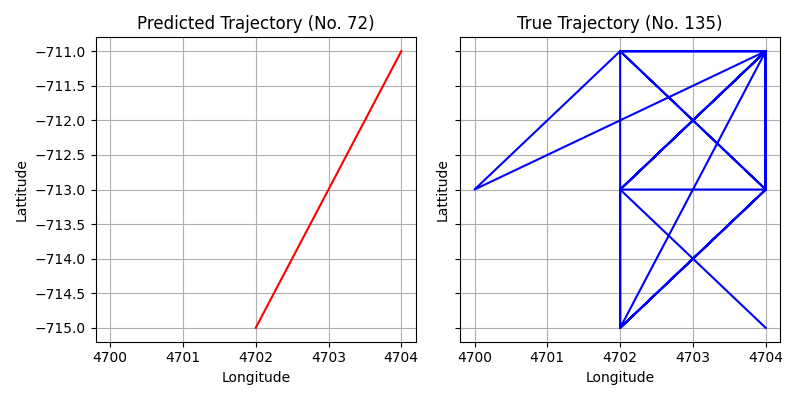 Predicted Trajectory (No. 72)
True Trajectory (No. 135)
Lattitude
−711.0
−711.5
−712.0
−712.5
−713.0
−713.5
−714.0
−714.5
−715.0
4700 4701 4702 4703 4704
Longitude
Lattitude
4700 4701 4702 4703 4704
Longitude